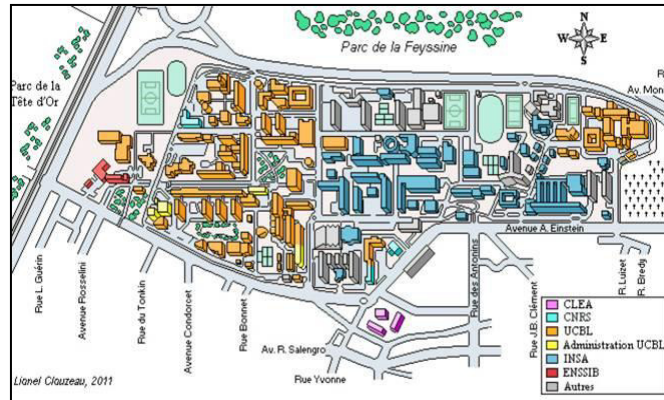 N
W E
S
Parc de la Feyssine
Parc de la
Tête d'Or
Av. Mon
Avenue A. Einstein
Rue L. Guérin
Avenue Rosselini
Rue du Tonkin
Avenue Condorcet
Rue Bonnet
Av. R. Salengro
Rue Yvonne
Rue des Antonins
Rue J.B. Clément
R. Luizet
R. Bredy
CLEA
CNRS
UCBL
Administration UCBL
INSA
ENSSIB
Autres
Lionel Clouzeau, 2011